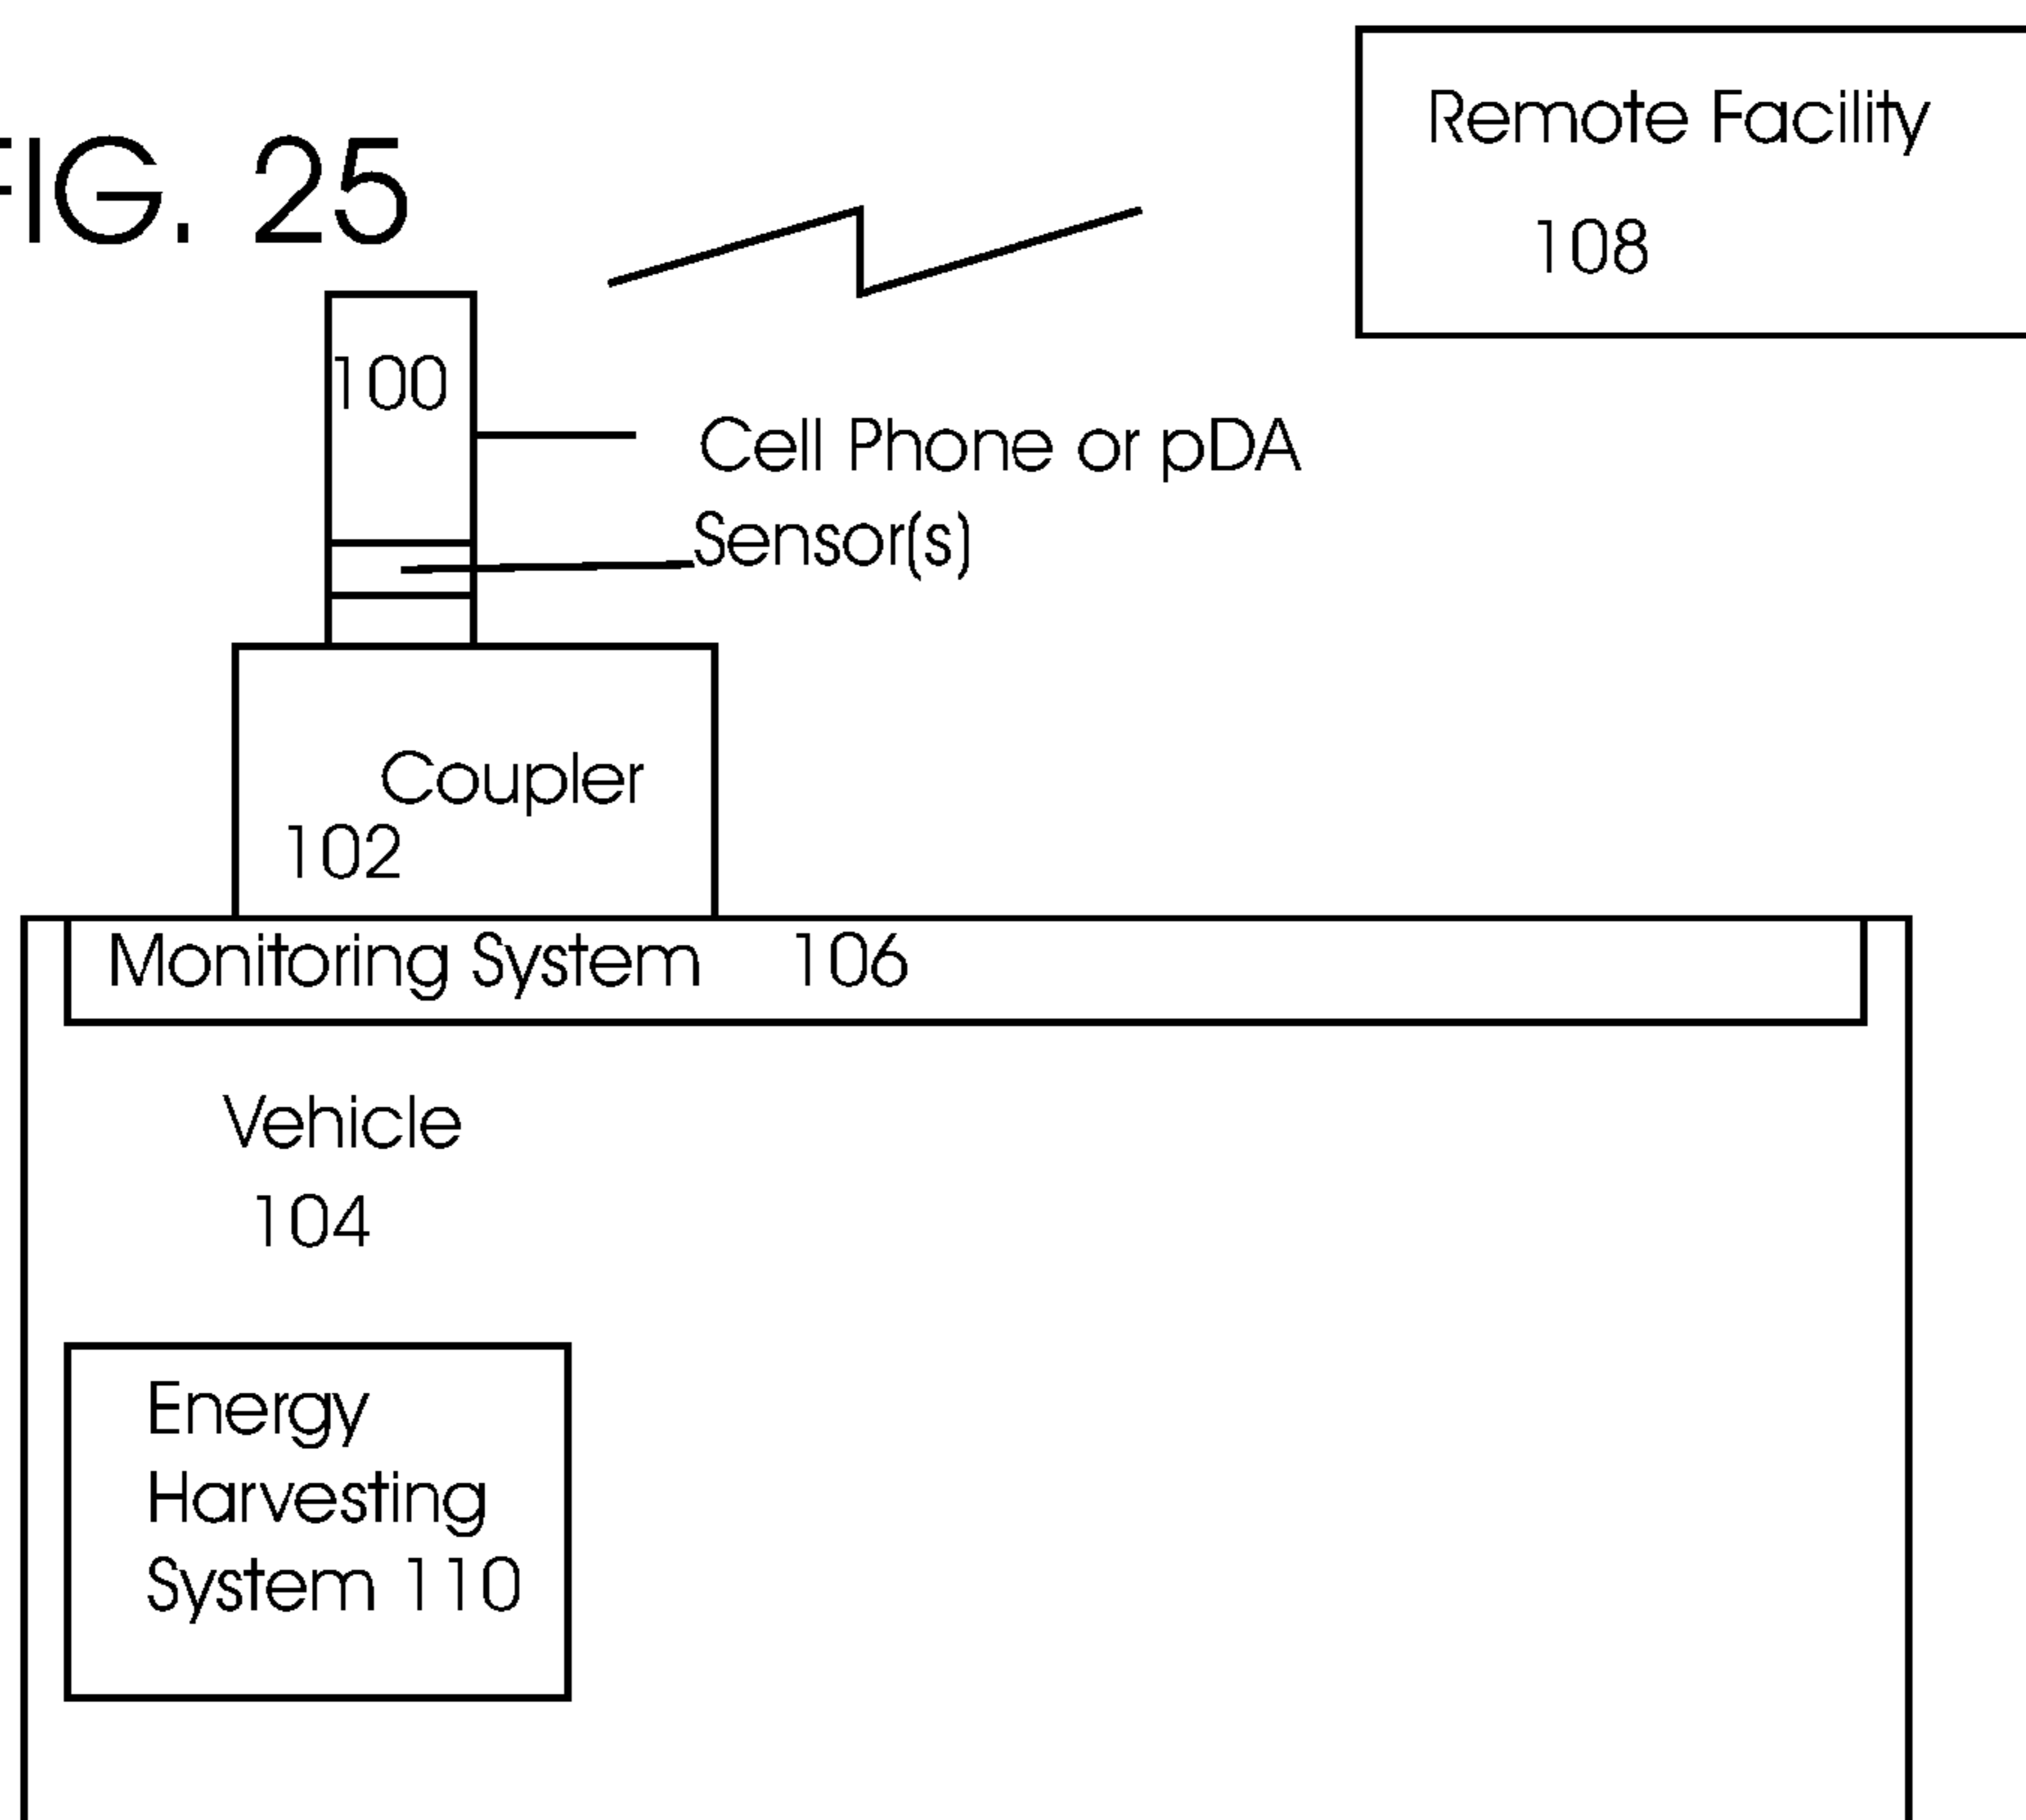 FIG. 25
Remote Facility
108
100
Cell Phone or pDA
Sensor(s)
Coupler
102
Monitoring System 106
Vehicle
104
Energy
Harvesting
System 110